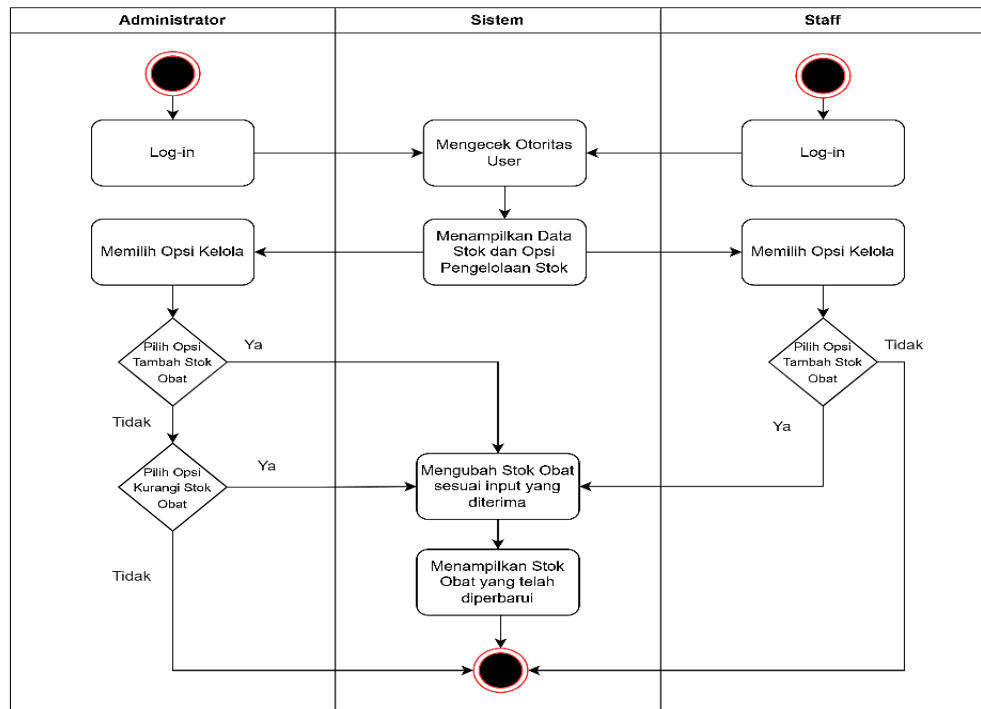 Administrator
Sistem
Staff
Log-in
Mengecek Otoritas
User
Log-in
Memilih Opsi Kelola
Menampilkan Data
Stok dan Opsi
Pengelolaan Stok
Memilih Opsi Kelola
Pilih Opsi
Tambah Stok
Obat
Ya
Pilih Opsi
Tambah Stok
Obat
Tidak
Tidak
Ya
Pilih Opsi
Kurangi Stok
Obat
Ya
Mengubah Stok Obat
sesuai input yang
diterima
Tidak
Menampilkan Stok
Obat yang telah
diperbarui